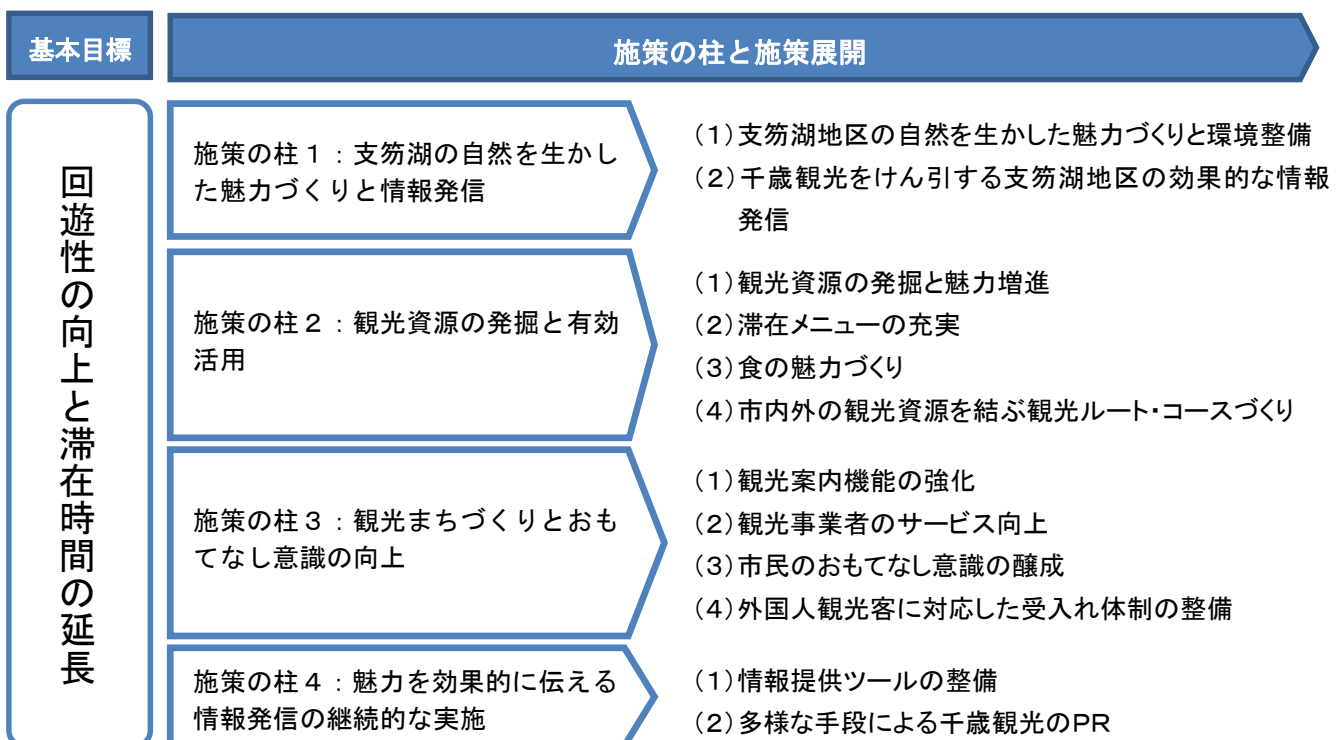 基本目標
施策の柱と施策展開
回遊性の向上と滞在時間の延長
施策の柱1:支笏湖の自然を生かし
た魅力づくりと情報発信
(1)支笏湖地区の自然を生かした魅力づくりと環境整備
(2)千歳観光をけん引する支笏湖地区の効果的な情報
発信
施策の柱2:観光資源の発掘と有効
活用
(1)観光資源の発掘と魅力増進
(2)滞在メニューの充実
(3)食の魅力づくり
(4)市内外の観光資源を結ぶ観光ルート・コースづくり
施策の柱3:観光まちづくりとおも
てなし意識の向上
(1)観光案内機能の強化
(2)観光事業者のサービス向上
(3)市民のおもてなし意識の醸成
(4)外国人観光客に対応した受入れ体制の整備
施策の柱4:魅力を効果的に伝える
情報発信の継続的な実施
(1)情報提供ツールの整備
(2)多様な手段による千歳観光のPR